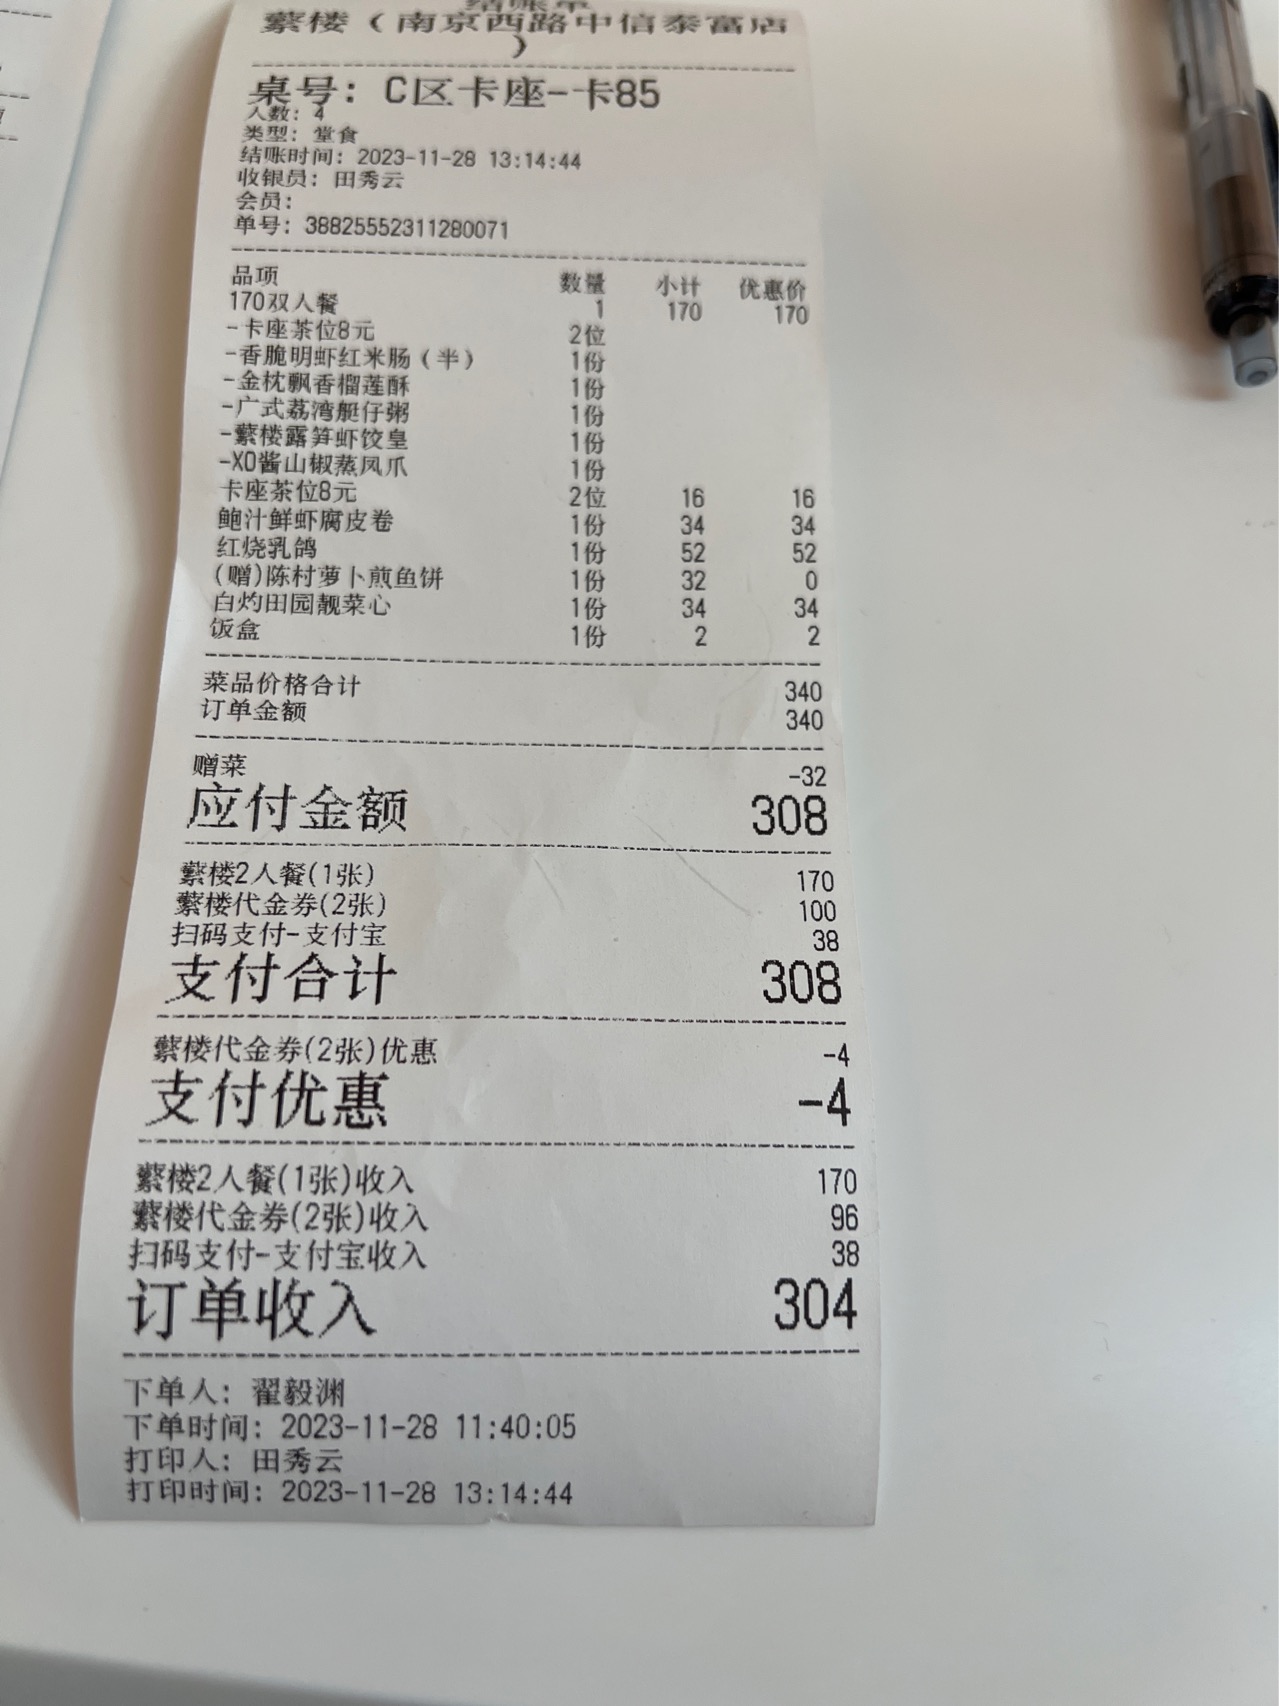 结账单
蘩楼（南京西路中信泰富店
）
桌号：C区卡座-卡85
人数：4
类型：堂食
结账时间：2023-11-28 13:14:44
收银员：田秀云
会员：
单号：38825552311280071
品项 数量 小计 优惠价
170双人餐 1 170 170
-卡座茶位8元 2位
-香脆明虾红米肠（半） 1份
-金枕飘香榴莲酥 1份
-广式荔湾艇仔粥 1份
-蘩楼露笋虾饺皇 1份
-XO酱山椒蒸凤爪 1份
卡座茶位8元 2位 16 16
鲍汁鲜虾腐皮卷 1份 34 34
红烧乳鸽 1份 52 52
(赠)陈村萝卜煎鱼饼 1份 32 0
白灼田园靓菜心 1份 34 34
饭盒 1份 2 2
菜品价格合计 340
订单金额 340
赠菜 -32
应付金额 308
蘩楼2人餐(1张) 170
蘩楼代金券(2张) 100
扫码支付-支付宝 38
支付合计 308
蘩楼代金券(2张)优惠 -4
支付优惠 -4
蘩楼2人餐(1张)收入 170
蘩楼代金券(2张)收入 96
扫码支付-支付宝收入 38
订单收入 304
下单人：翟毅渊
下单时间：2023-11-28 11:40:05
打印人：田秀云
打印时间：2023-11-28 13:14:44